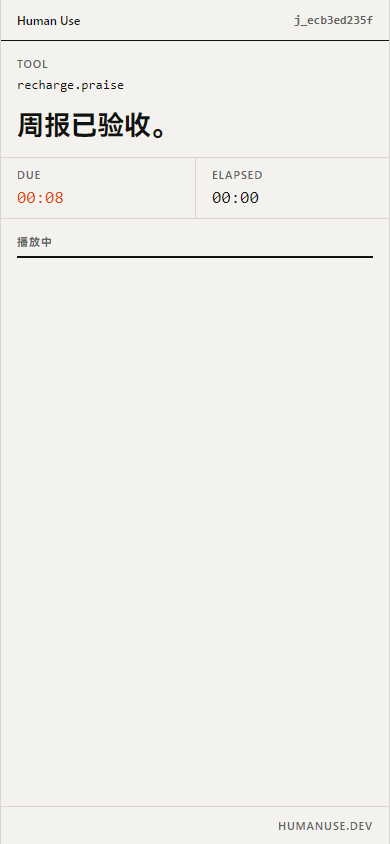 Human Use
j_ecb3ed235f
TOOL
recharge.praise
周报已验收。
DUE
ELAPSED
00:08
00:00
播放中
HUMANUSE.DEV